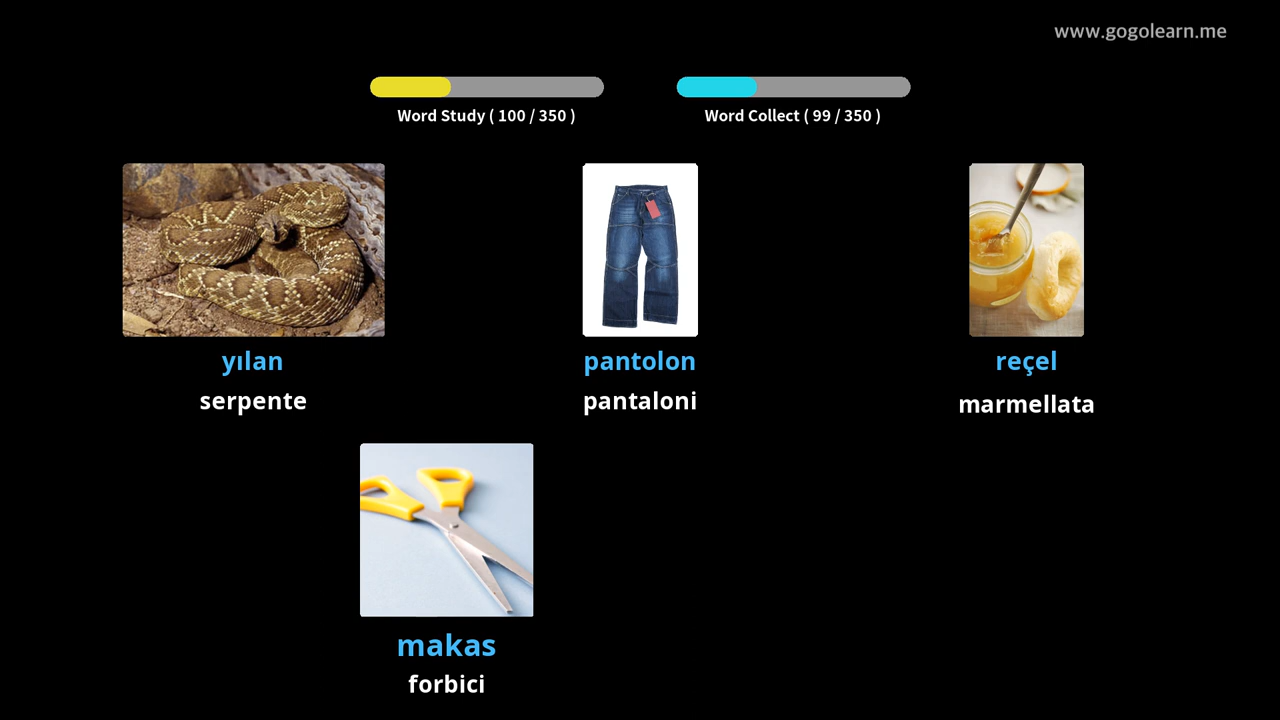 www.gogolearn.me
Word Study ( 100 / 350 )
Word Collect ( 99 / 350 )
yılan
serpente
pantolon
pantaloni
reçel
marmellata
makas
forbici